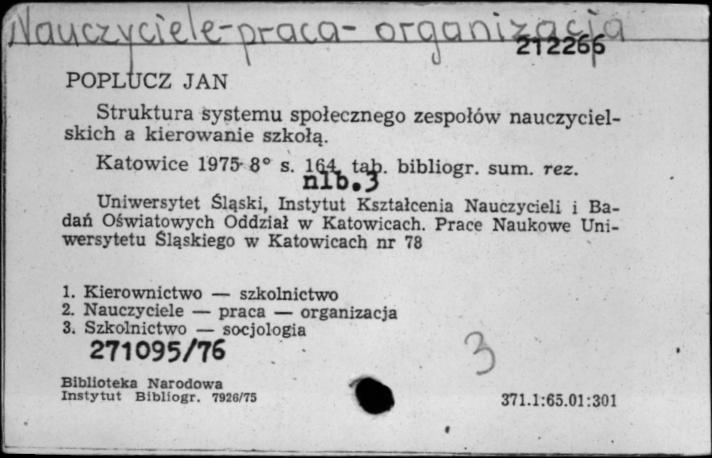 Nauczyciele-praca- organizacja
212266
POPLUCZ JAN
Struktura systemu społecznego zespołów nauczyciel-
skich a kierowanie szkołą.
Katowice 1975 8° s. 164, tab. bibliogr. sum. rez.
nlb.3
Uniwersytet Śląski, Instytut Kształcenia Nauczycieli i Ba-
dań Oświatowych Oddział w Katowicach. Prace Naukowe Uni-
wersytetu Śląskiego w Katowicach nr 78
1. Kierownictwo — szkolnictwo
2. Nauczyciele — praca — organizacja
3. Szkolnictwo — socjologia
271095/76
3
Biblioteka Narodowa
Instytut Bibliogr. 7926/75
371.1:65.01:301